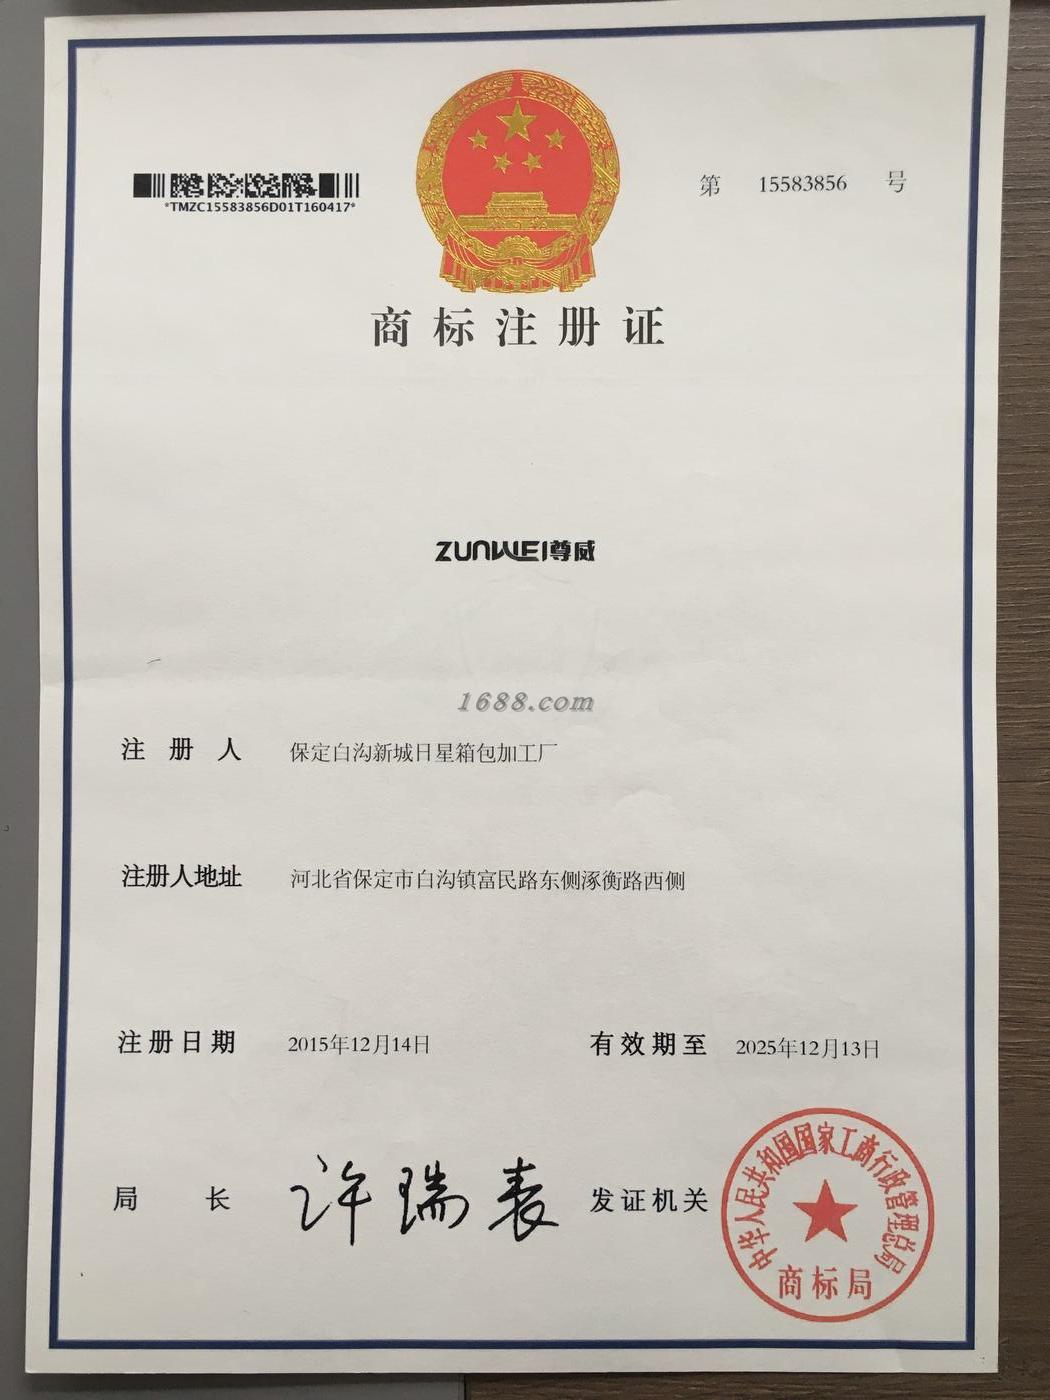 第 15583856 号
*TMZC15583856D01T160417*
商标注册证
ZUNWEI尊威
1688.com
注册人 保定白沟新城日星箱包加工厂
注册人地址 河北省保定市白沟镇富民路东侧涿衡路西侧
注册日期 2015年12月14日 有效期至 2025年12月13日
局长 许瑞表 发证机关
中华人民共和国国家工商行政管理总局
商标局